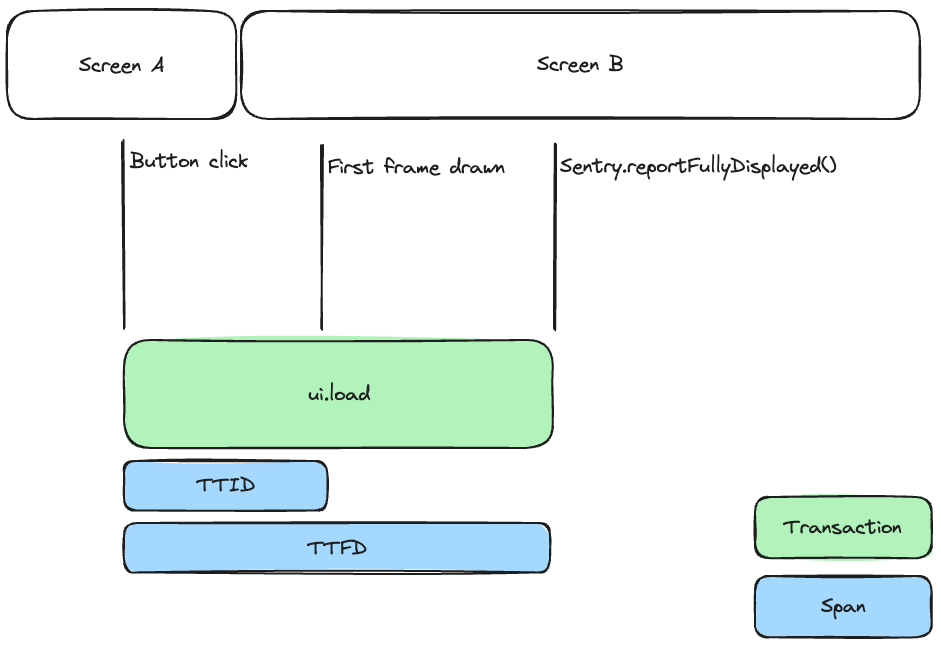 Screen A
Screen B
Button click
First frame drawn
Sentry.reportFullyDisplayed()
ui.load
TTID
TTFD
Transaction
Span